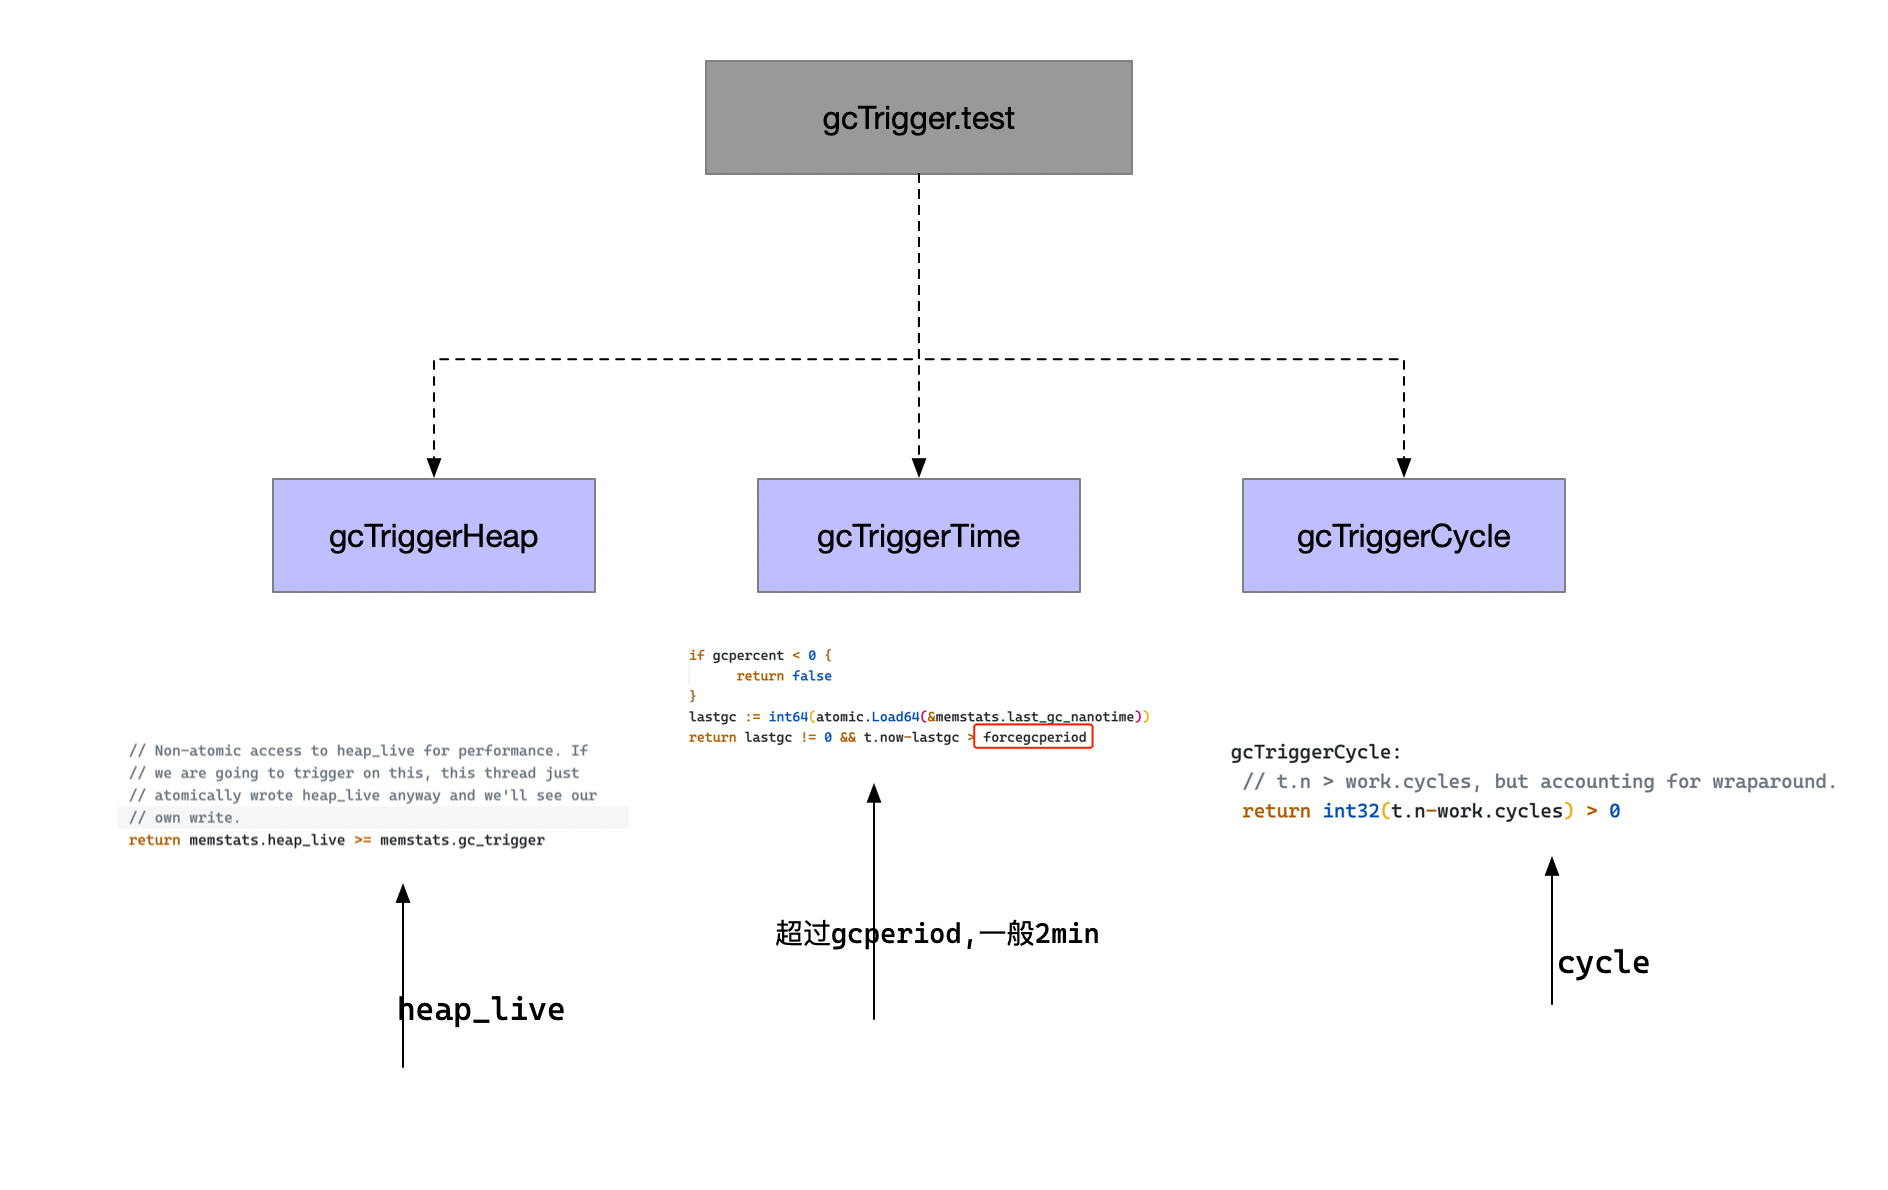 gcTrigger.test
gcTriggerHeap
gcTriggerTime
gcTriggerCycle
// Non-atomic access to heap_live for performance. If
// we are going to trigger on this, this thread just
// atomically wrote heap_live anyway and we'll see our
// own write.
return memstats.heap_live >= memstats.gc_trigger
heap_live
if gcpercent < 0 {
return false
}
lastgc := int64(atomic.Load64(&memstats.last_gc_nanotime))
return lastgc != 0 && t.now-lastgc > forcegcperiod
超过gcperiod,一般2min
gcTriggerCycle:
// t.n > work.cycles, but accounting for wraparound.
return int32(t.n-work.cycles) > 0
cycle